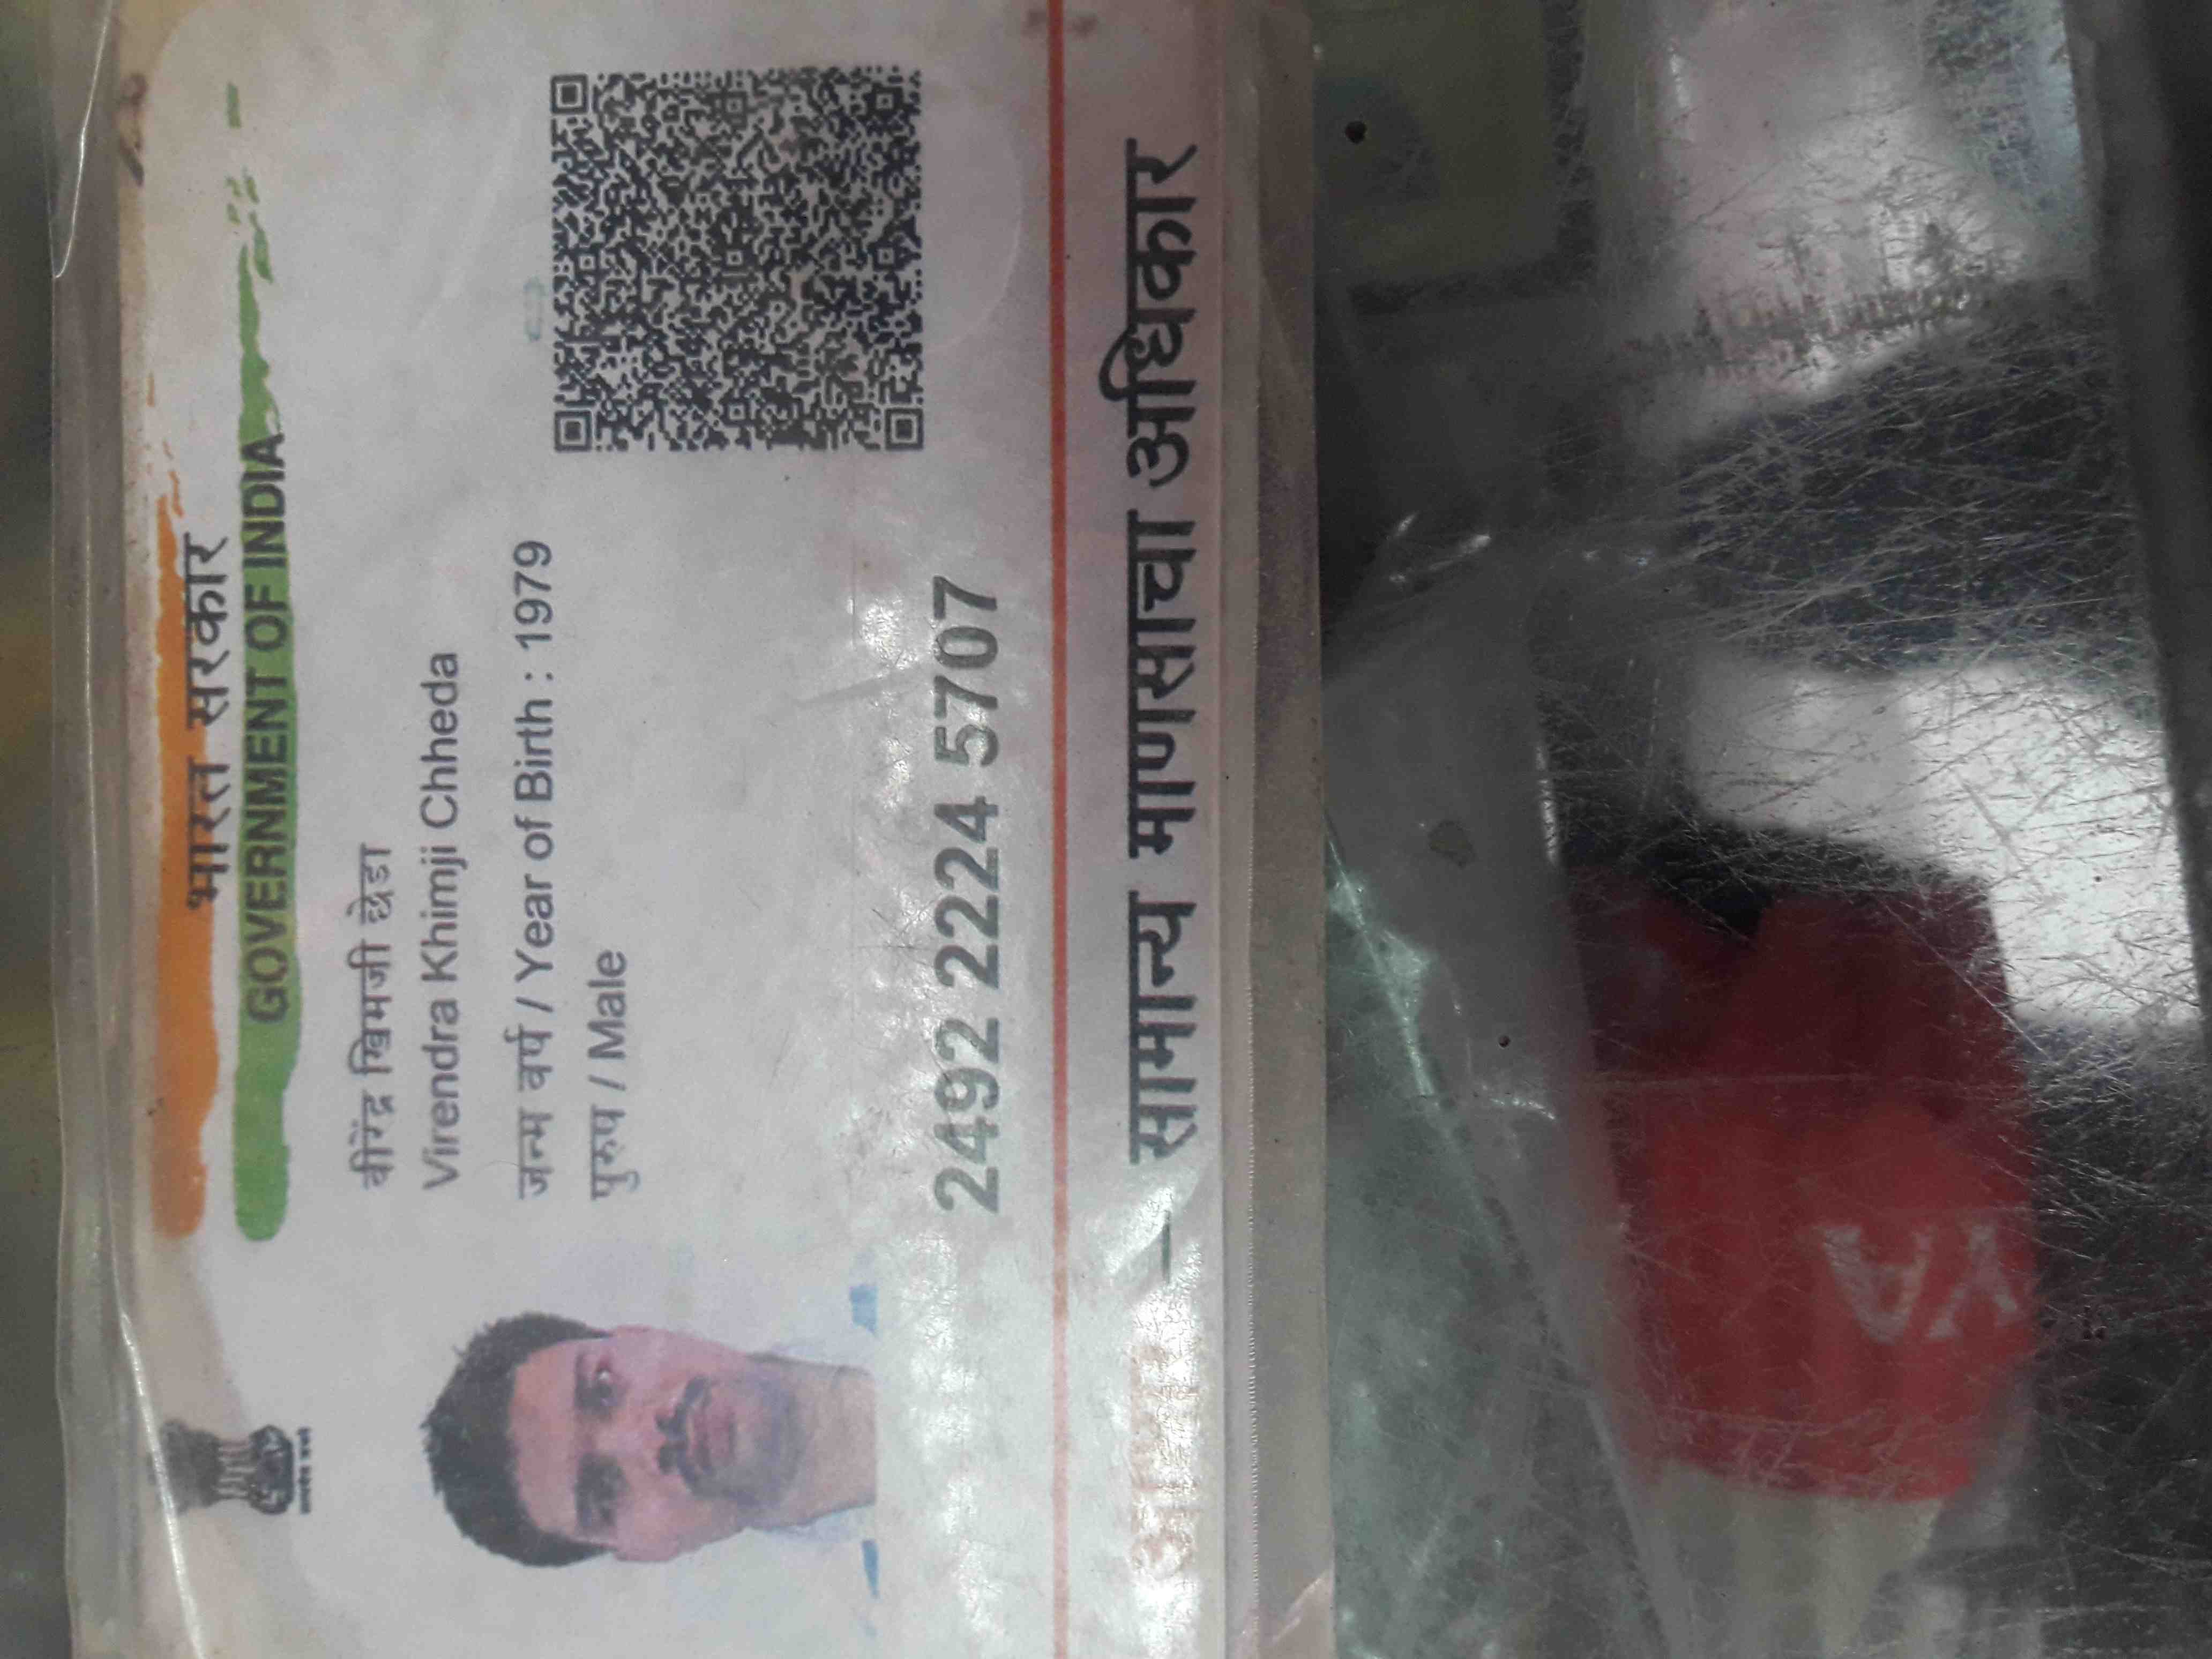 भारत सरकार
GOVERNMENT OF INDIA
वीरेंद्र खिमजी छेडा
Virendra Khimji Chheda
जन्म वर्ष / Year of Birth : 1979
पुरुष / Male
2492 2224 5707
आधार — सामान्य माणसाचा अधिकार
YA